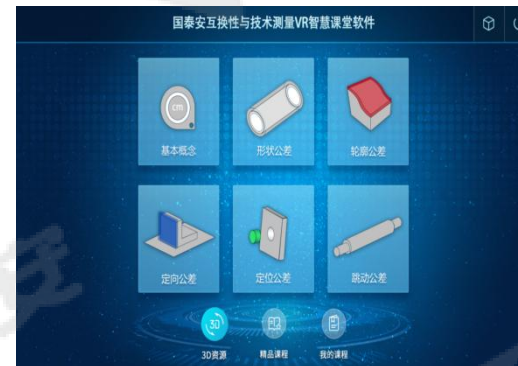 国泰安互换性与技术测量VR智慧课堂软件
cm
基本概念
形状公差
轮廓公差
定向公差
定位公差
跳动公差
3D
3D资源
精品课程
我的课程